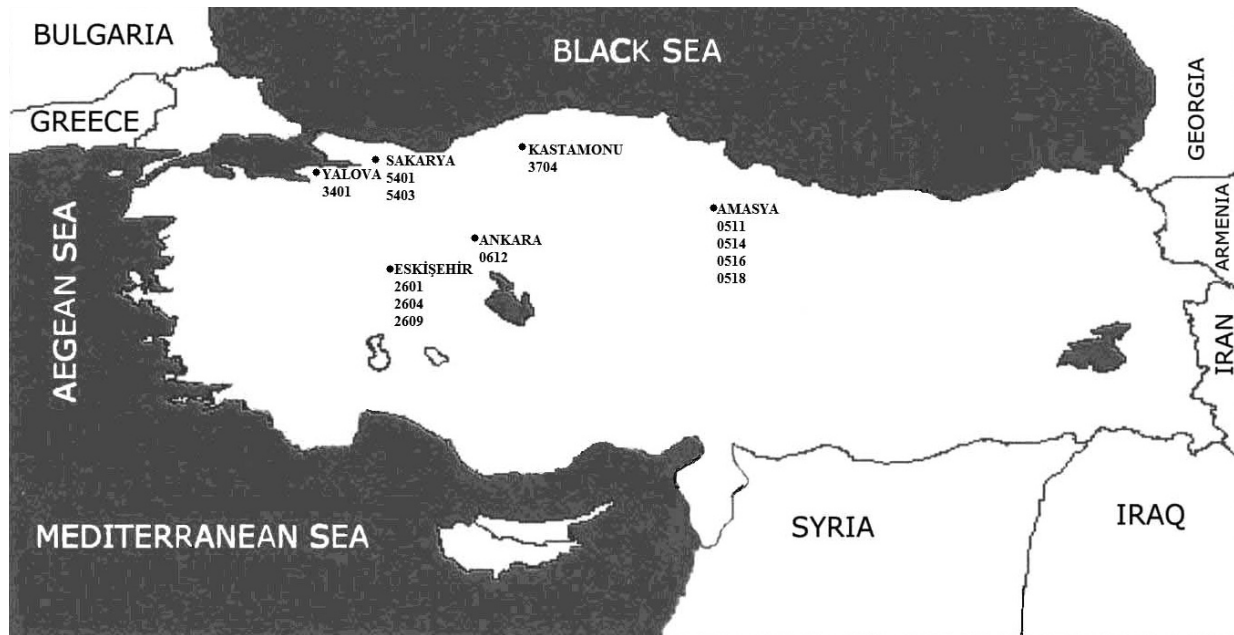 BULGARIA
BLACK SEA
GREECE
GEORGIA
KASTAMONU
3704
SAKARYA
5401
5403
YALOVA
3401
AMASYA
0511
0514
0516
0518
ARMENIA
ANKARA
0612
ESKİŞEHİR
2601
2604
2609
AEGEAN SEA
IRAN
MEDITERRANEAN SEA
SYRIA
IRAQ